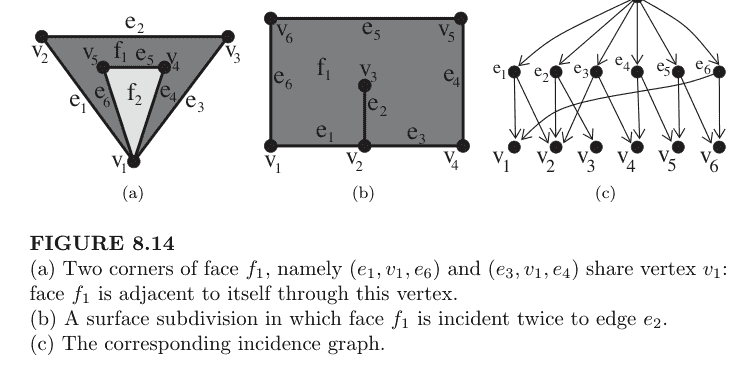 e2
v2 v5 f1 e5 v4 v3
e1 e6 f2 e4 e3
v1
(a)
v6 e5 v5
e6 f1 v3 e4
e2
e1 e3
v1 v2 v4
(b)
e1 e2 e3 e4 e5 e6
v1 v2 v3 v4 v5 v6
(c)
FIGURE 8.14
(a) Two corners of face f1, namely (e1, v1, e6) and (e3, v1, e4) share vertex v1:
face f1 is adjacent to itself through this vertex.
(b) A surface subdivision in which face f1 is incident twice to edge e2.
(c) The corresponding incidence graph.